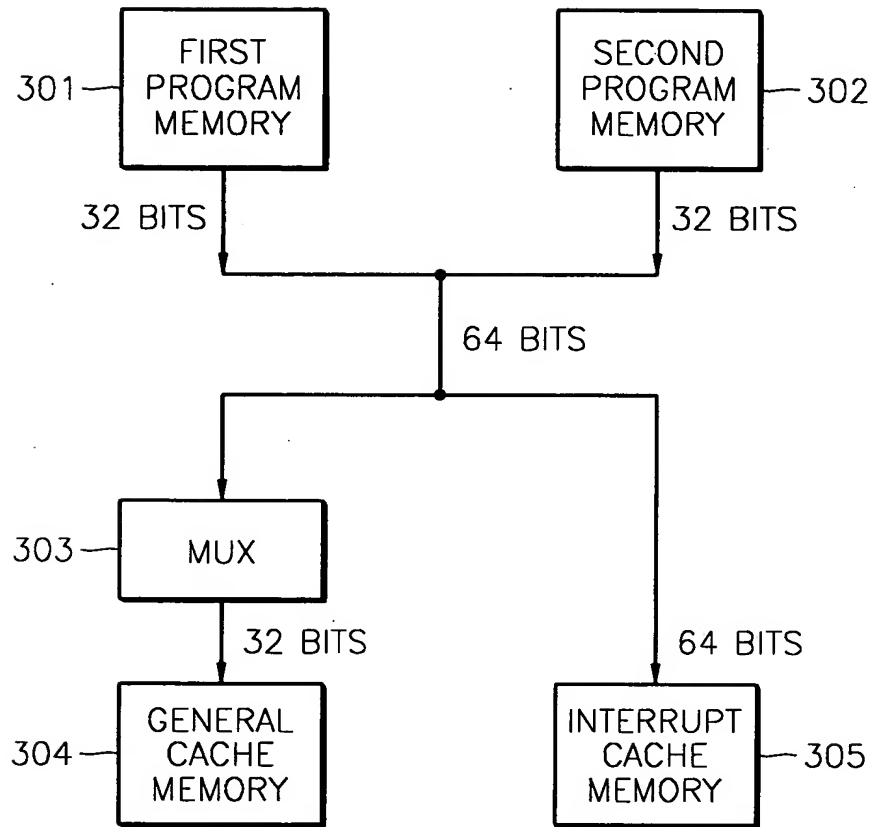 FIRST
PROGRAM
MEMORY
301
SECOND
PROGRAM
MEMORY
302
32 BITS
32 BITS
64 BITS
MUX
303
32 BITS
64 BITS
GENERAL
CACHE
MEMORY
304
INTERRUPT
CACHE
MEMORY
305